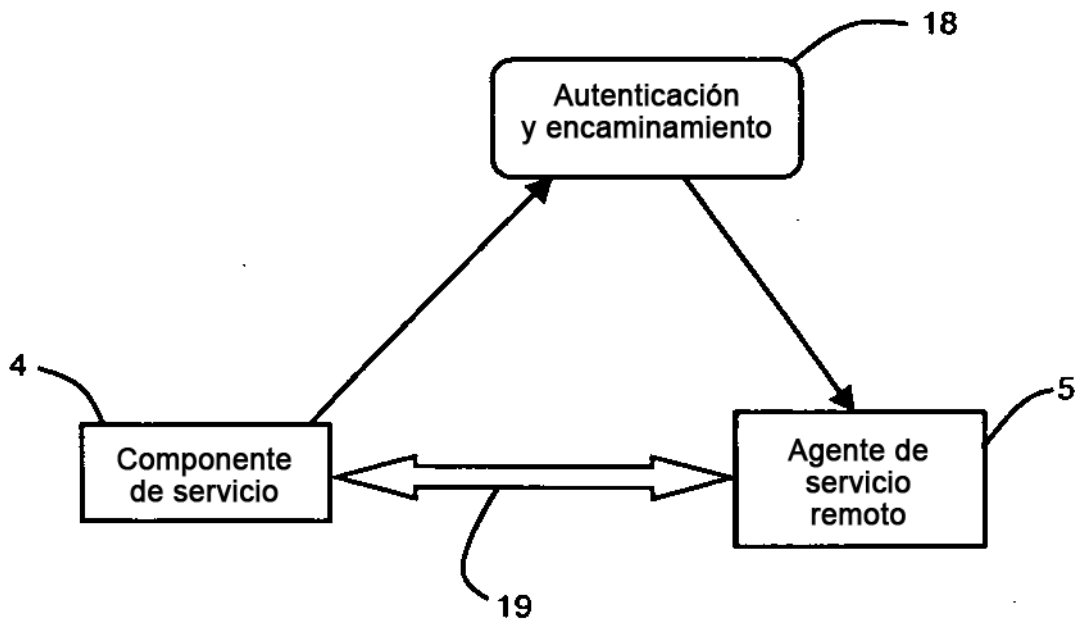 18
Autenticación
y encaminamiento
4
5
Componente
de servicio
Agente de
servicio
remoto
19